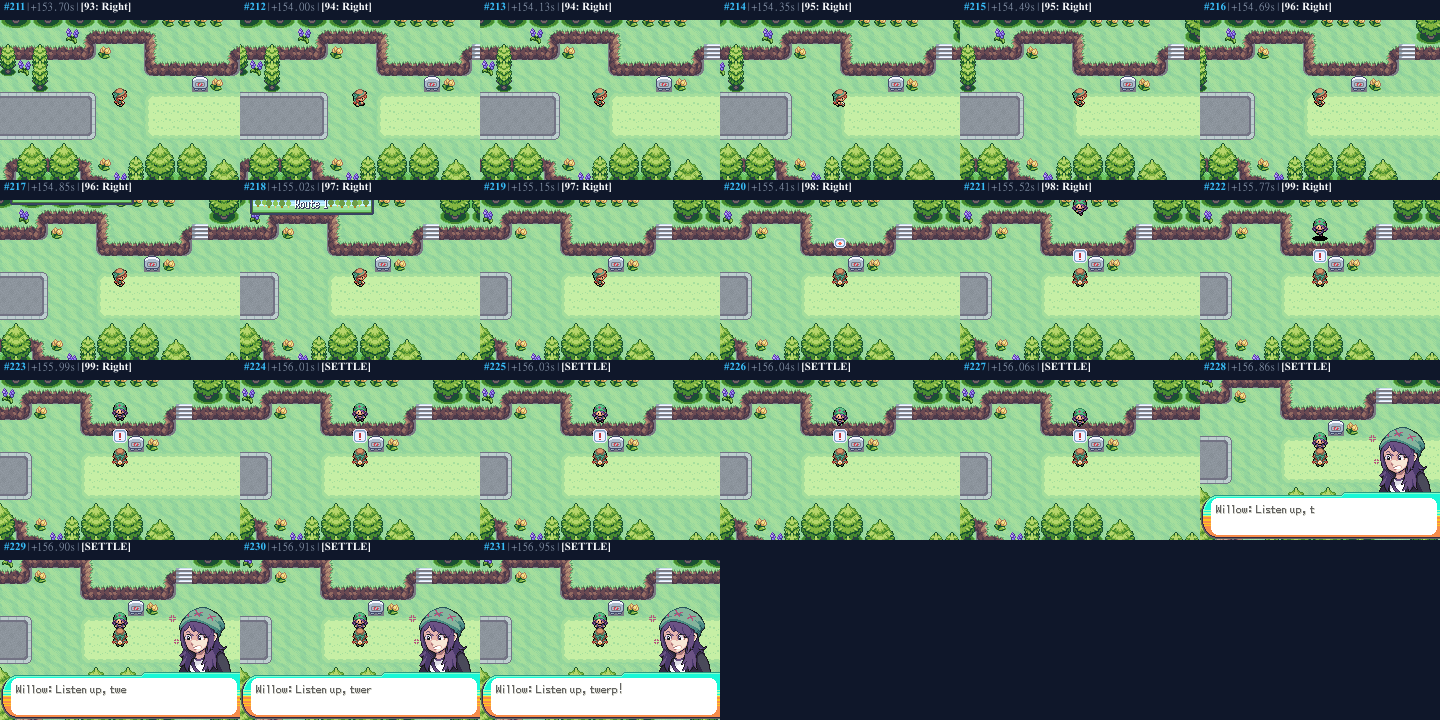 #211|+153.70s|[93: Right]
#212|+154.00s|[94: Right]
#213|+154.13s|[94: Right]
#214|+154.35s|[95: Right]
#215|+154.49s|[95: Right]
#216|+154.69s|[96: Right]
#217|+154.85s|[96: Right]
#218|+155.02s|[97: Right]
#219|+155.15s|[97: Right]
#220|+155.41s|[98: Right]
#221|+155.52s|[98: Right]
#222|+155.77s|[99: Right]
Route 1
!
!
#223|+155.99s|[99: Right]
#224|+156.01s|[SETTLE]
#225|+156.03s|[SETTLE]
#226|+156.04s|[SETTLE]
#227|+156.06s|[SETTLE]
#228|+156.86s|[SETTLE]
!
!
!
!
!
Willow: Listen up, t
#229|+156.90s|[SETTLE]
#230|+156.91s|[SETTLE]
#231|+156.95s|[SETTLE]
Willow: Listen up, twe
Willow: Listen up, twer
Willow: Listen up, twerp!